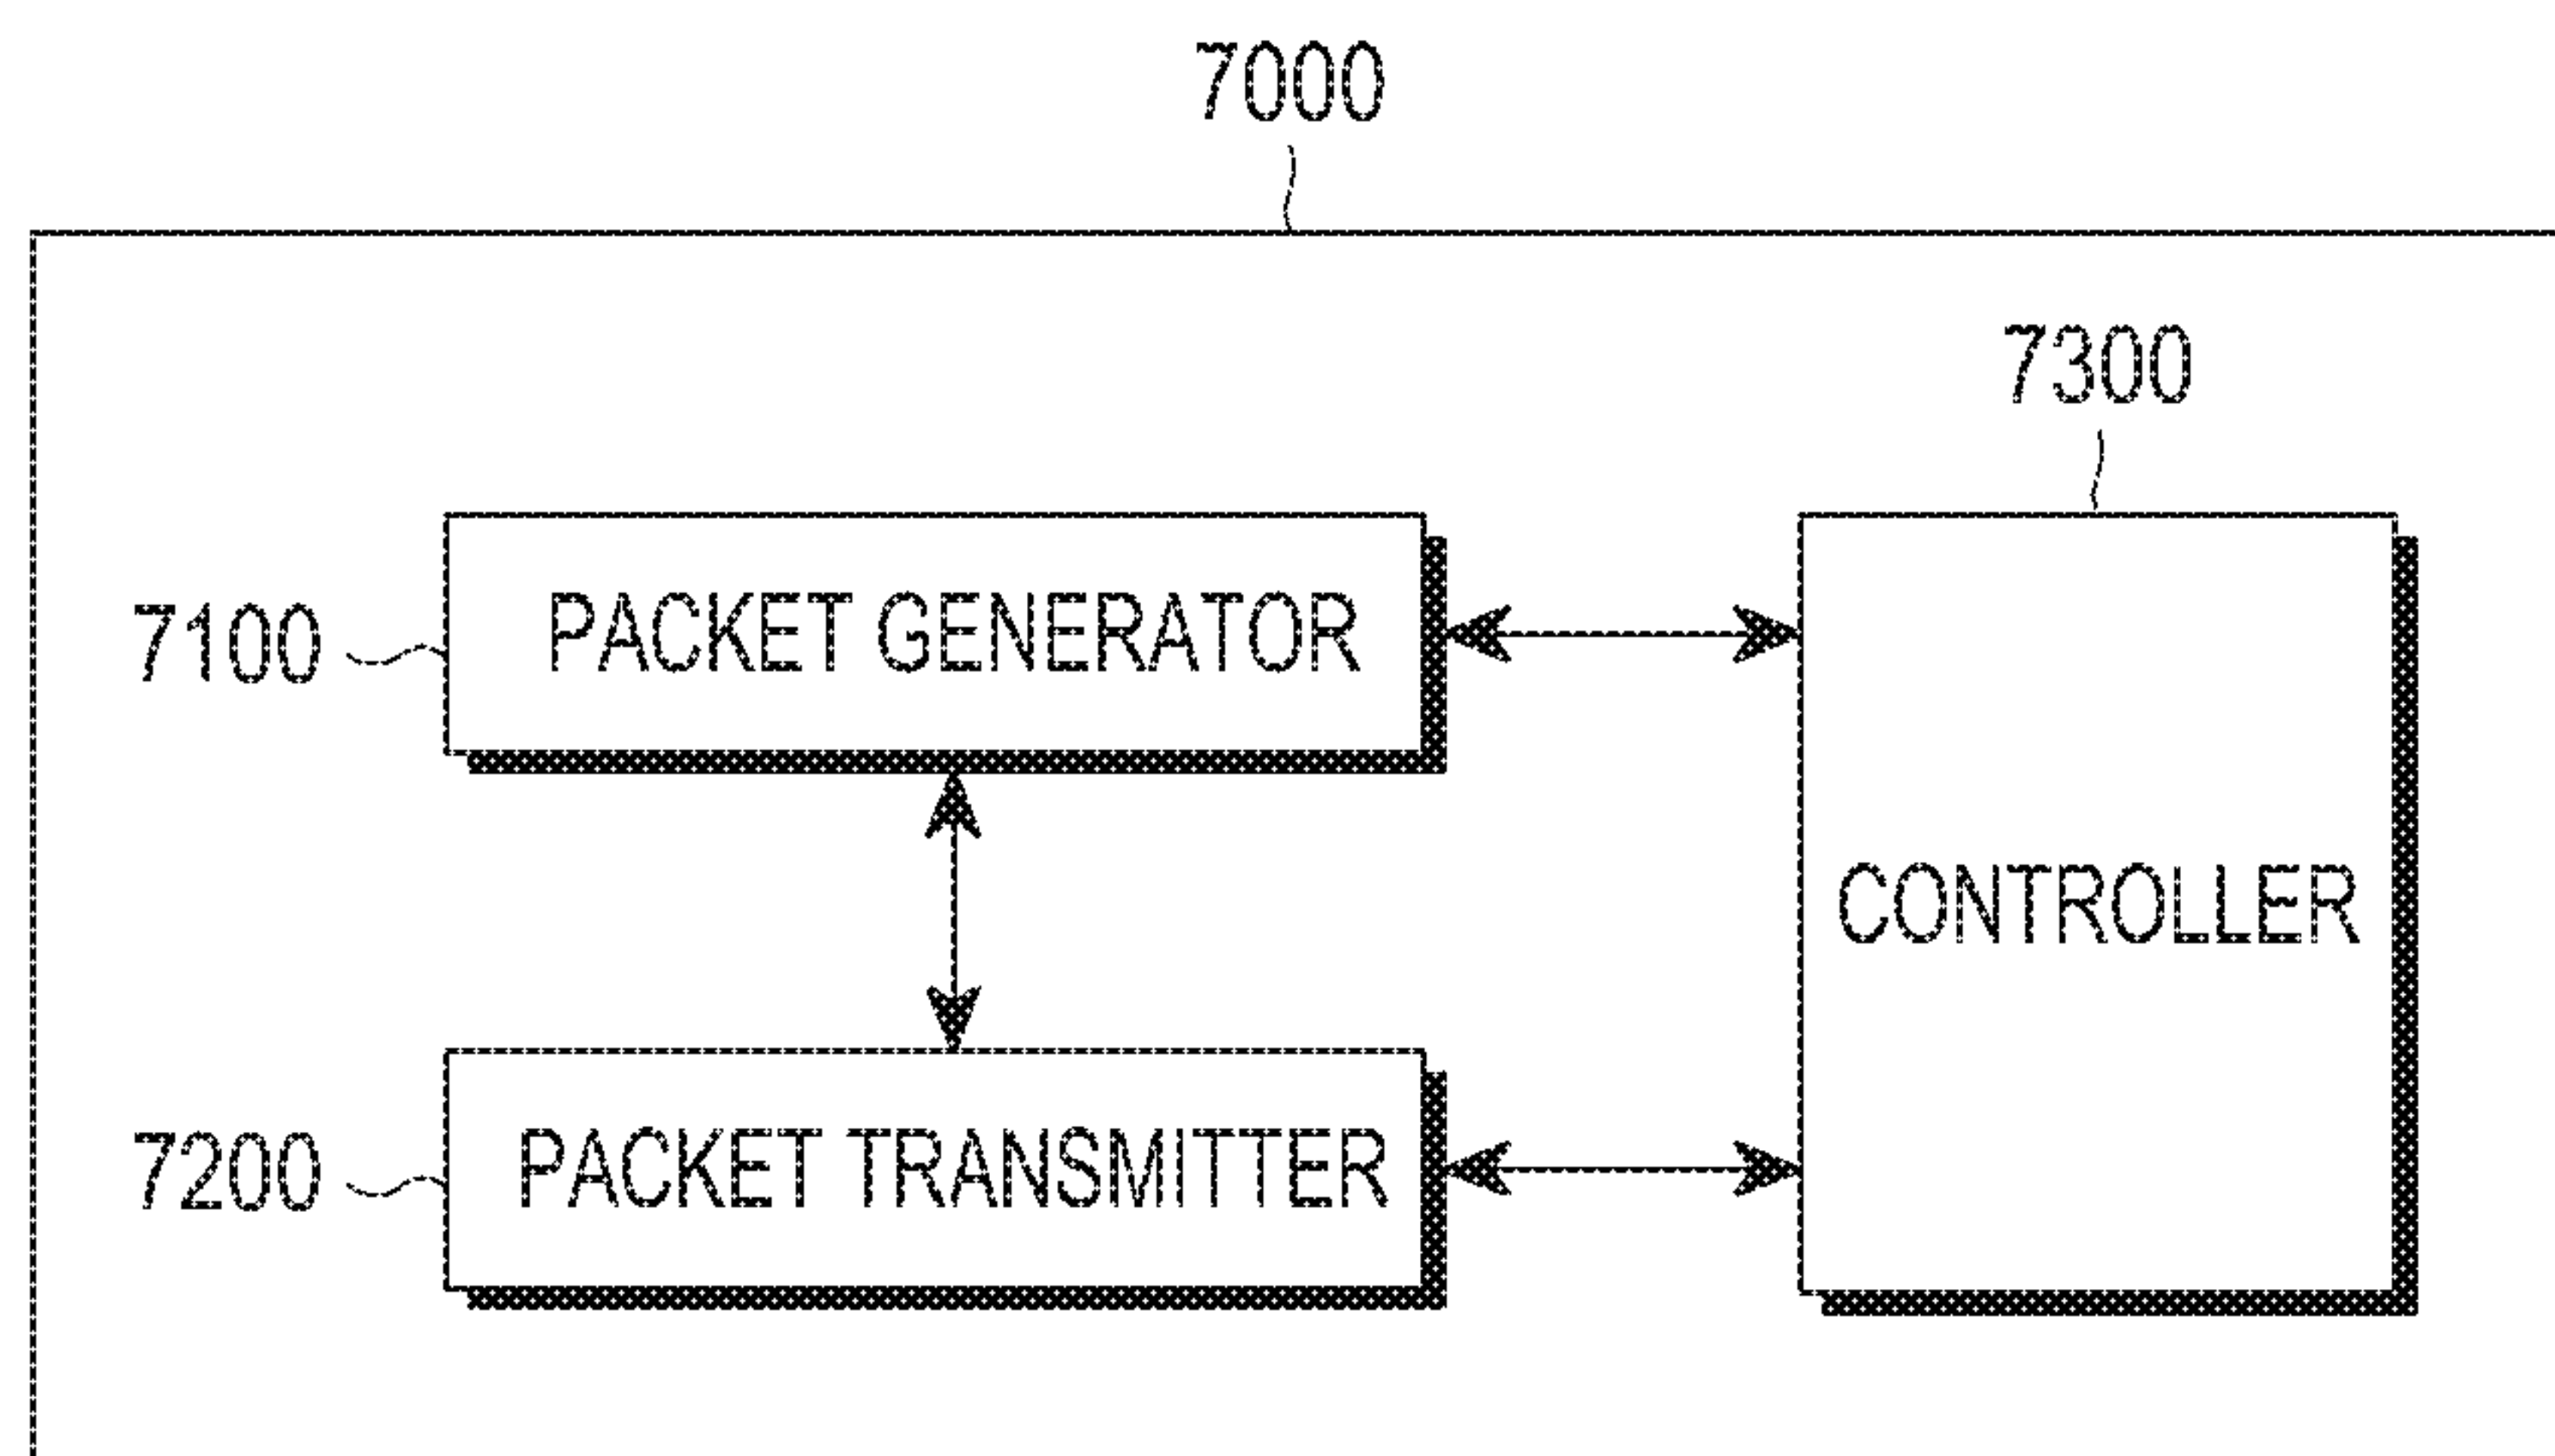 7000
7300
7100
PACKET GENERATOR
CONTROLLER
7200
PACKET TRANSMITTER